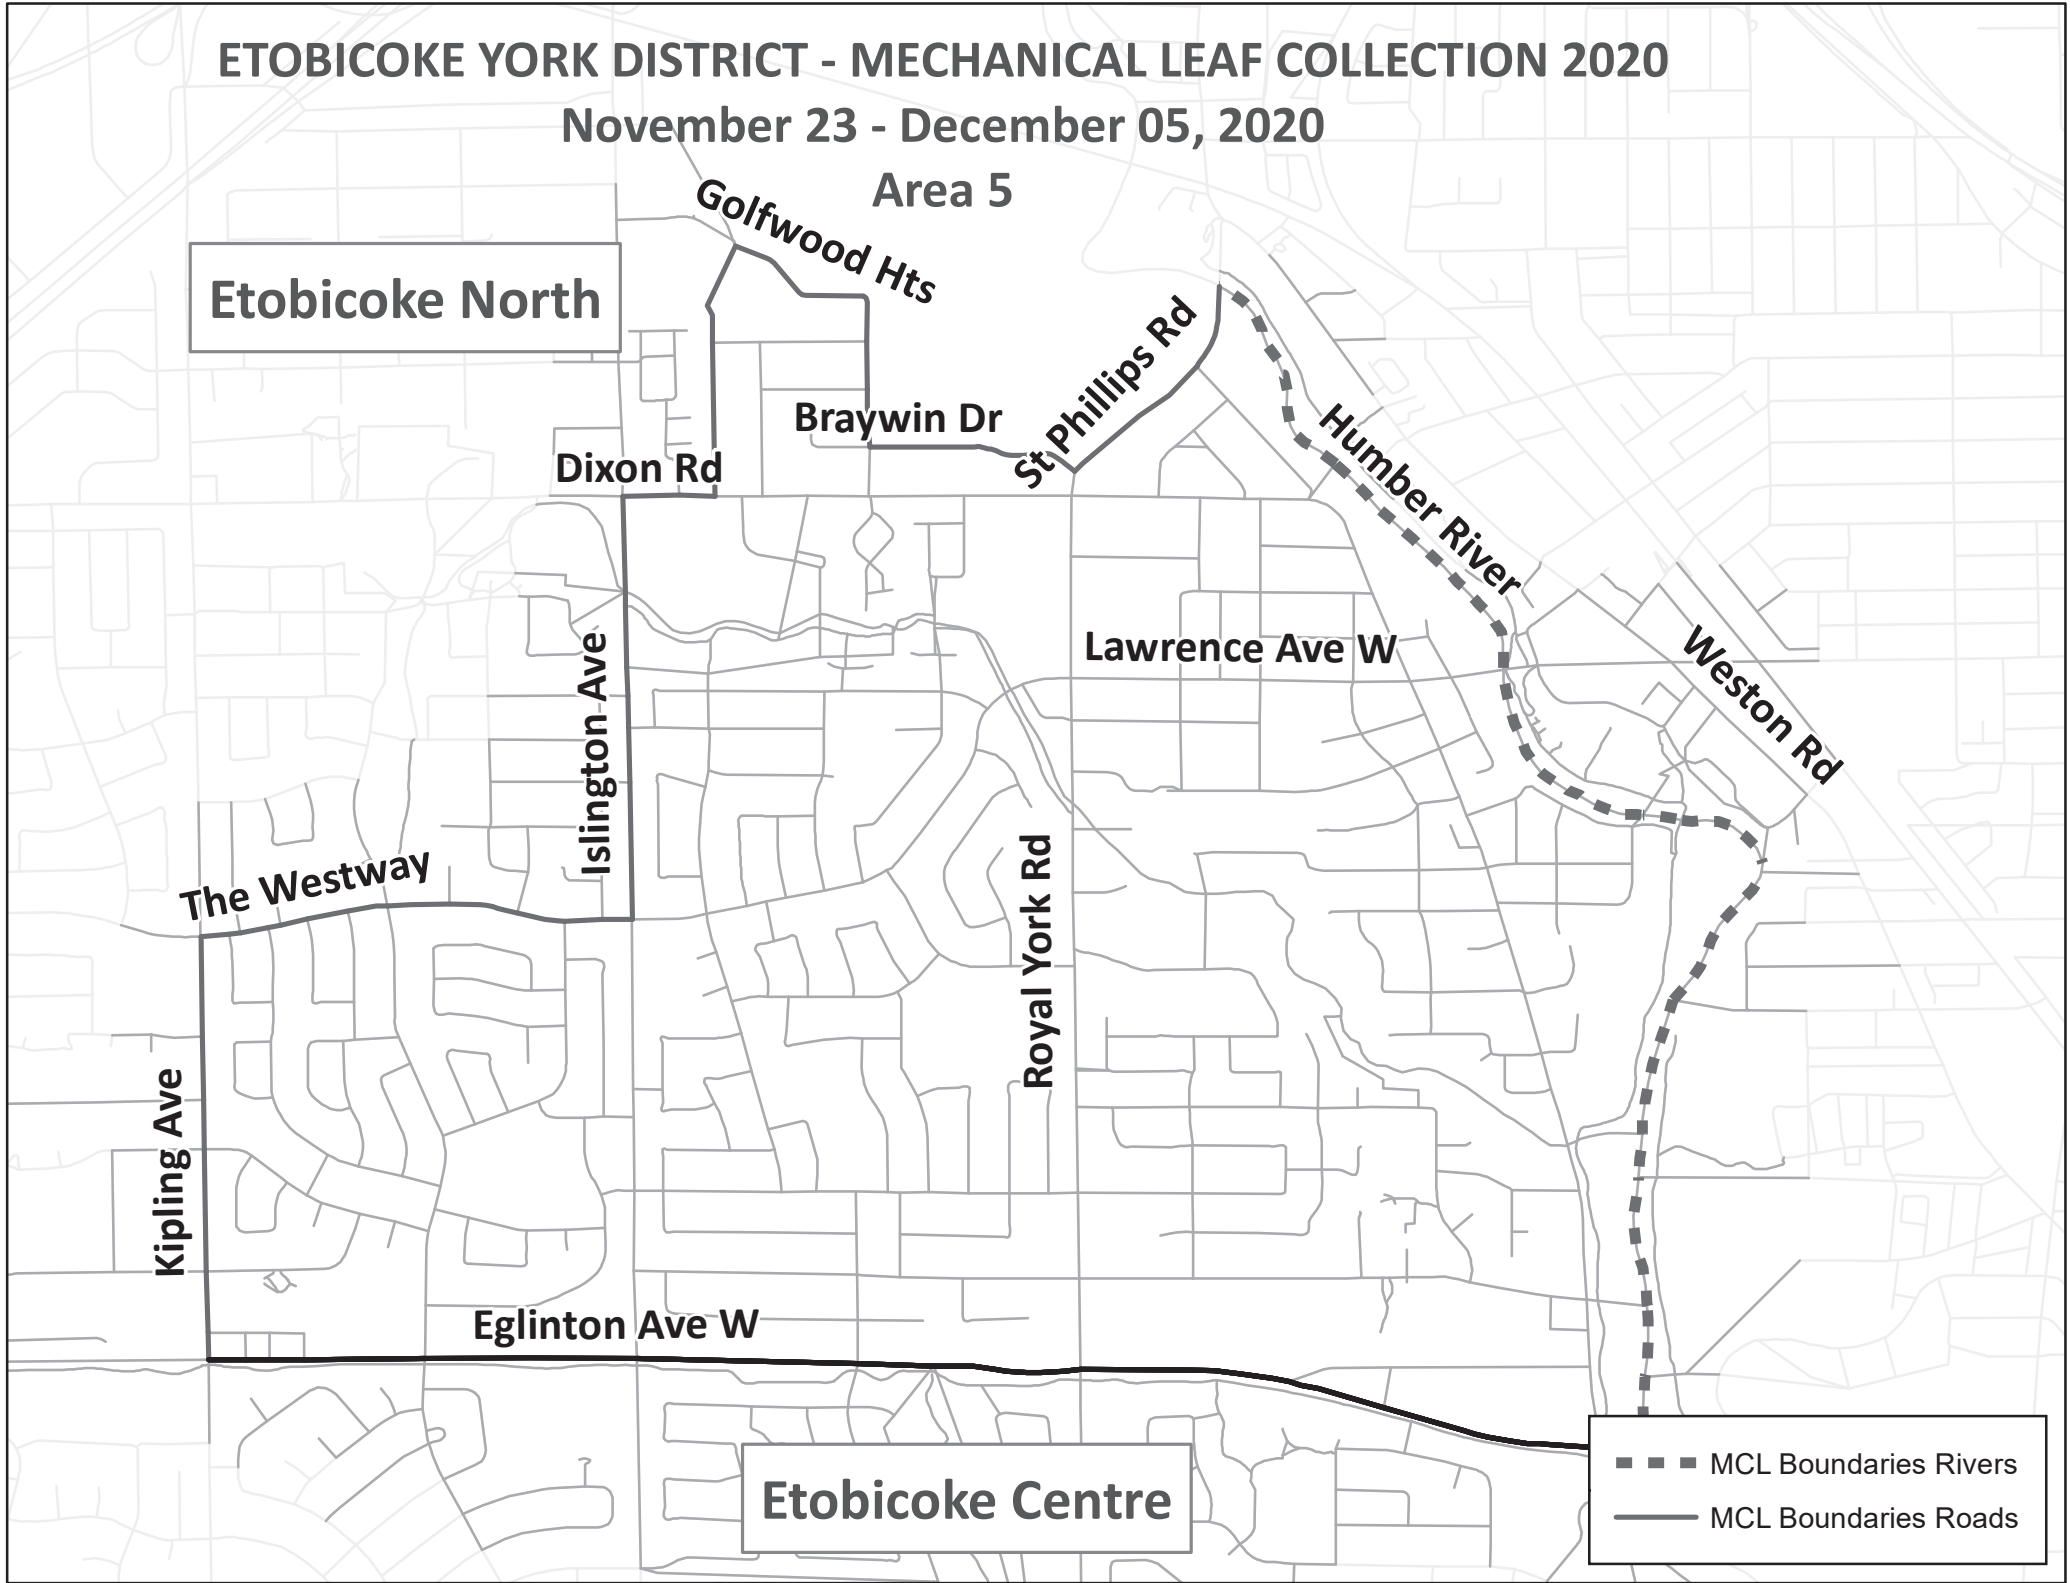 ETOBICOKE YORK DISTRICT - MECHANICAL LEAF COLLECTION 2020
November 23 - December 05, 2020
Area 5
Golfwood Hts
Etobicoke North
St Phillips Rd
Braywin Dr
Dixon Rd
Humber River
Lawrence Ave W
Islington Ave
Weston Rd
The Westway
Royal York Rd
Kipling Ave
Eglinton Ave W
Etobicoke Centre
MCL Boundaries Rivers
MCL Boundaries Roads